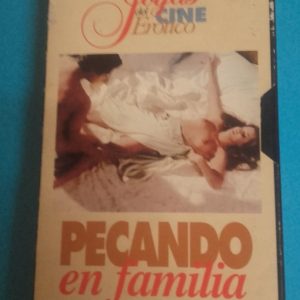 Joyas
del CINE
Erótico
PECANDO
en familia